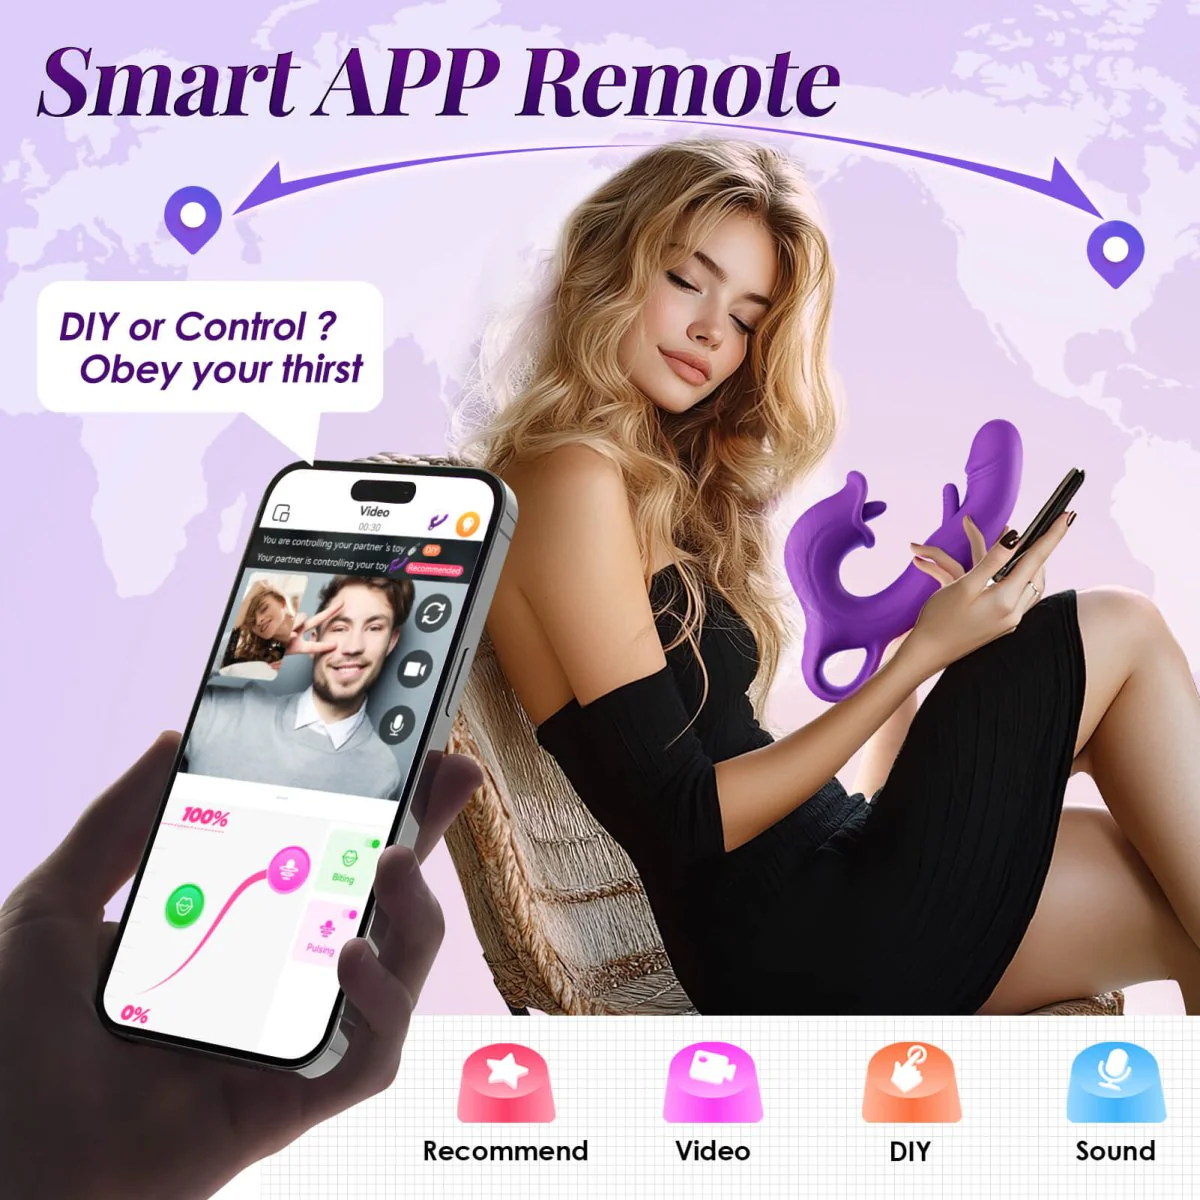 Smart APP Remote
DIY or Control ?
Obey your thirst
Video
00:30
You are controlling your partner 's toy DIY
Your partner is controlling your toy Recommended
100%
Biting
Pulsing
0%
Recommend
Video
DIY
Sound